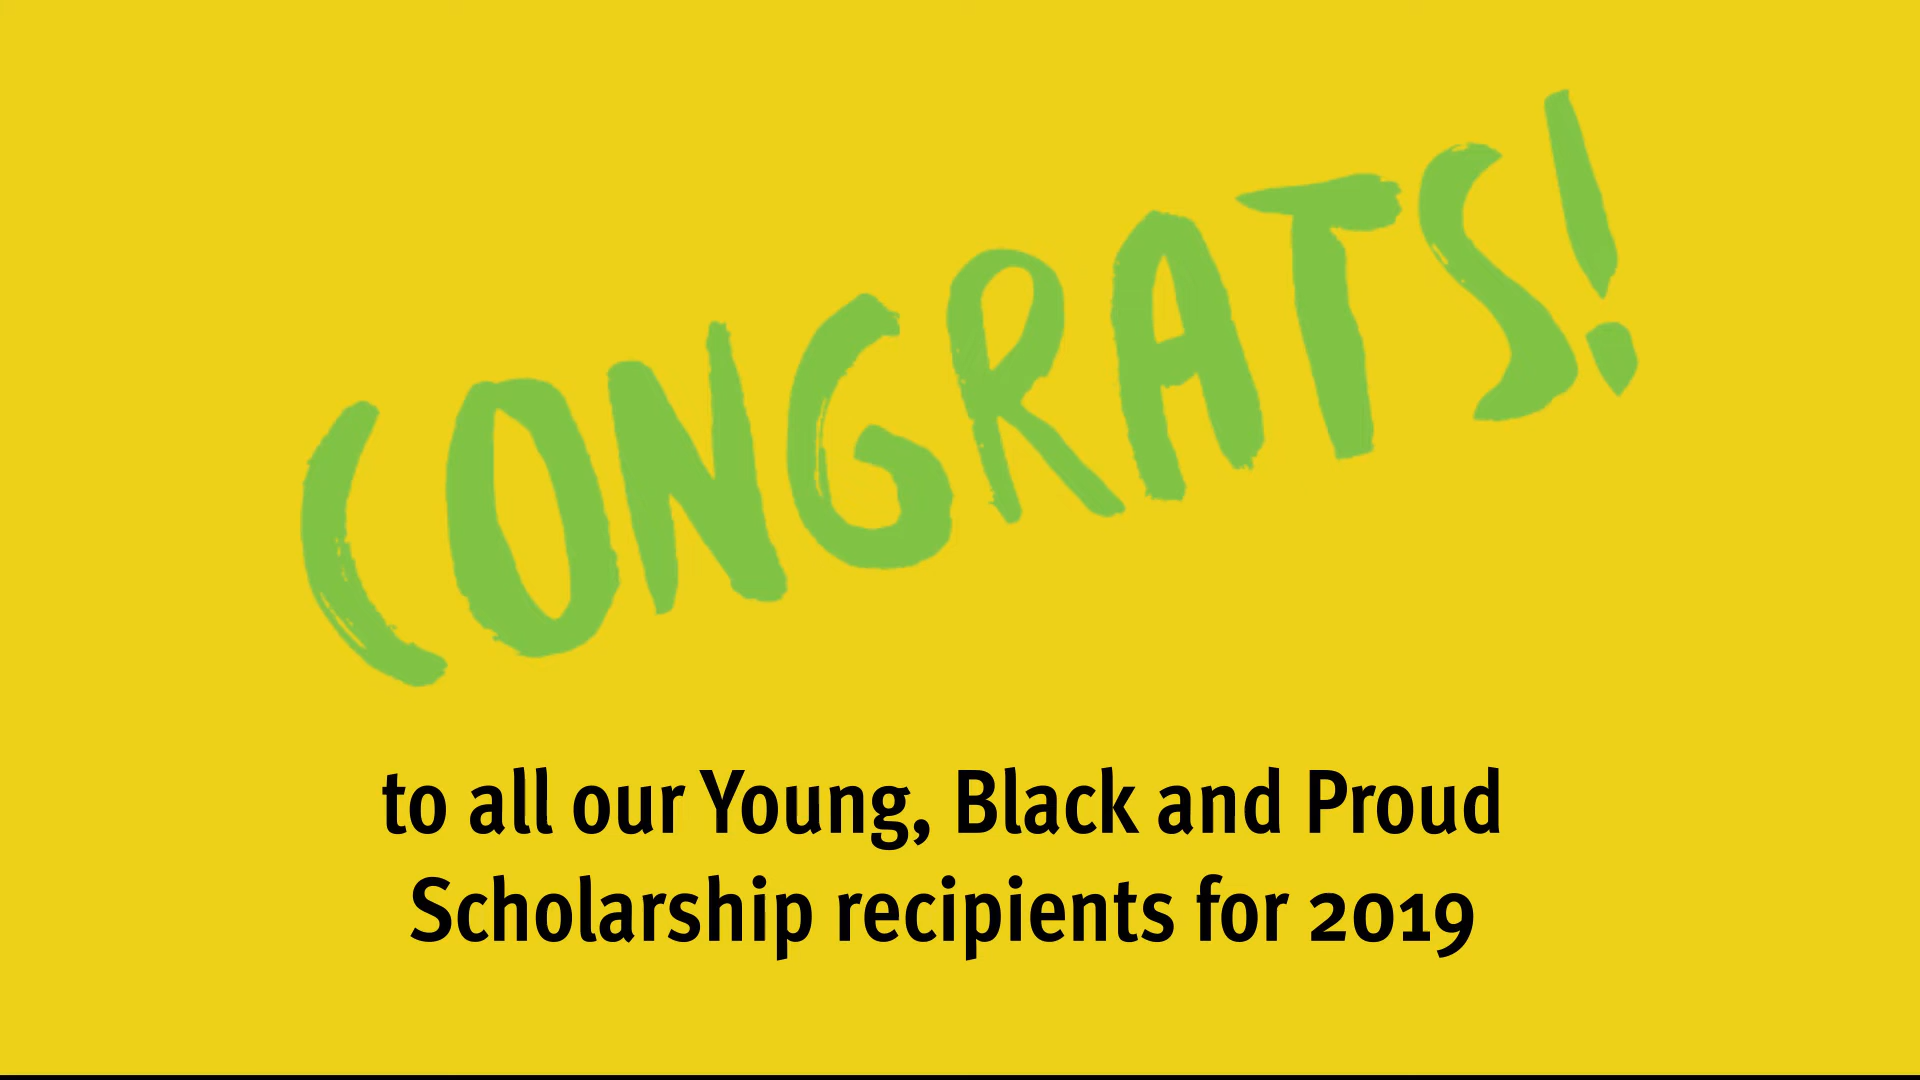 CONGRATS!
to all our Young, Black and Proud
Scholarship recipients for 2019